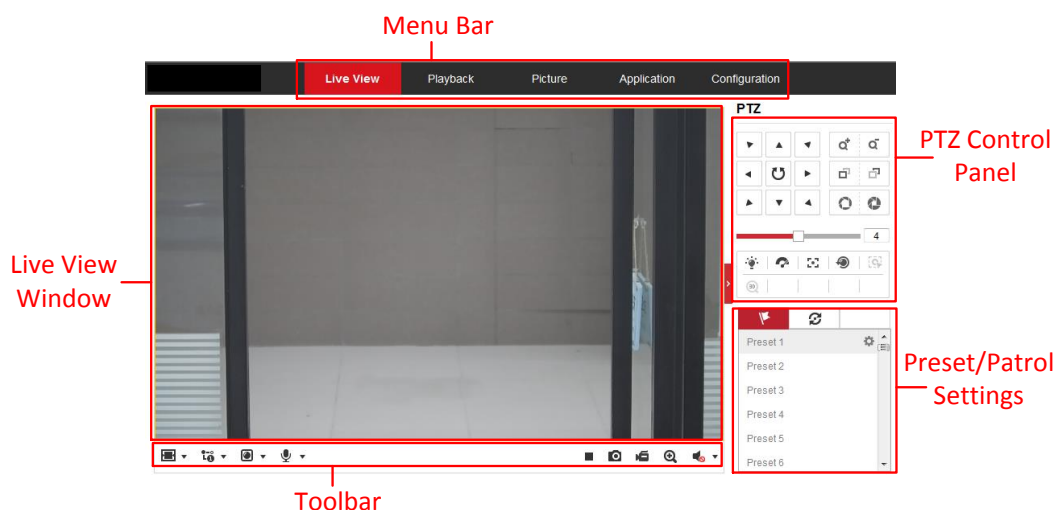 Menu Bar
Live View
Playback
Picture
Application
Configuration
PTZ
PTZ Control
Panel
4
Live View
Window
3D
Preset 1
Preset 2
Preset 3
Preset 4
Preset 5
Preset 6
Preset/Patrol
Settings
Toolbar